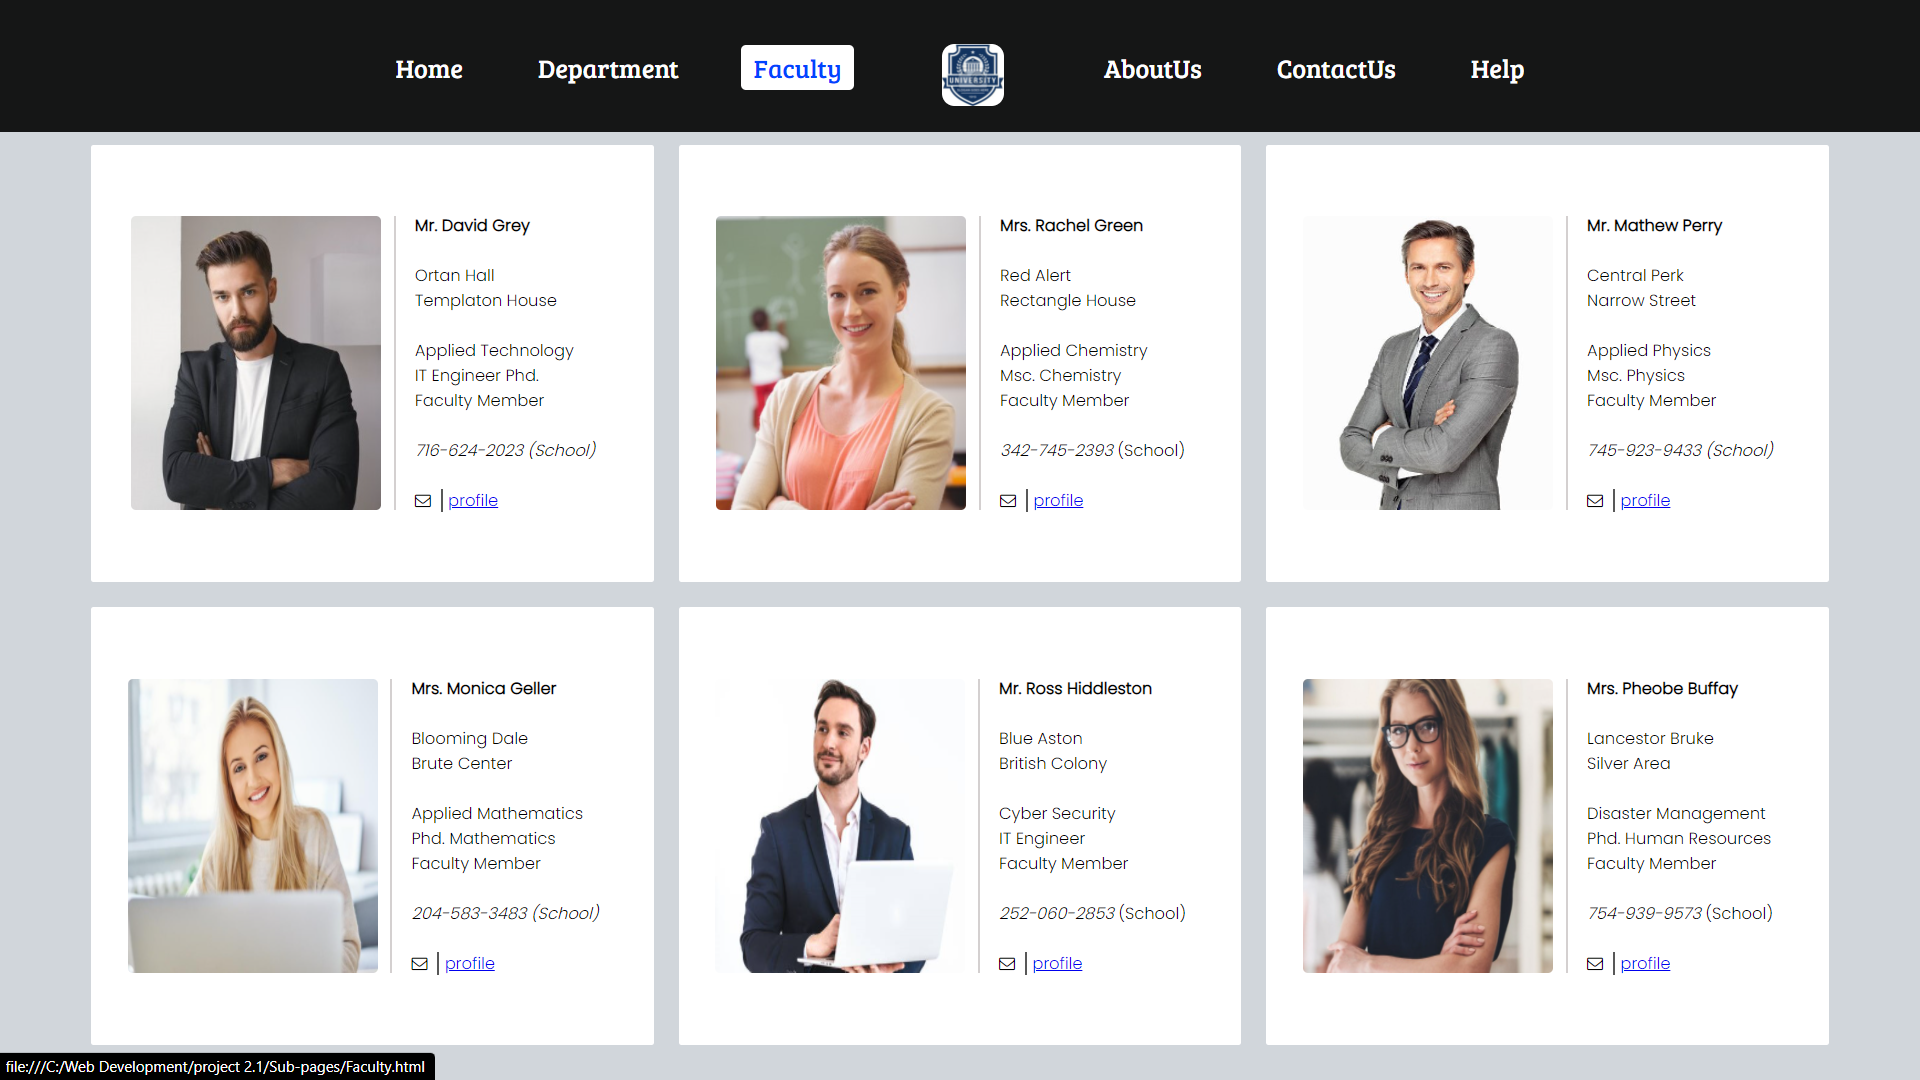 Home
Department
Faculty
UNIVERSITY
AboutUs
ContactUs
Help
Mr. David Grey
Ortan Hall
Templaton House
Applied Technology
IT Engineer Phd.
Faculty Member
716-624-2023 (School)
profile
Mrs. Rachel Green
Red Alert
Rectangle House
Applied Chemistry
Msc. Chemistry
Faculty Member
342-745-2393 (School)
profile
Mr. Mathew Perry
Central Perk
Narrow Street
Applied Physics
Msc. Physics
Faculty Member
745-923-9433 (School)
profile
Mrs. Monica Geller
Blooming Dale
Brute Center
Applied Mathematics
Phd. Mathematics
Faculty Member
204-583-3483 (School)
profile
Mr. Ross Hiddleston
Blue Aston
British Colony
Cyber Security
IT Engineer
Faculty Member
252-060-2853 (School)
profile
Mrs. Pheobe Buffay
Lancestor Bruke
Silver Area
Disaster Management
Phd. Human Resources
Faculty Member
754-939-9573 (School)
profile
file:///C:/Web Development/project 2.1/Sub-pages/Faculty.html